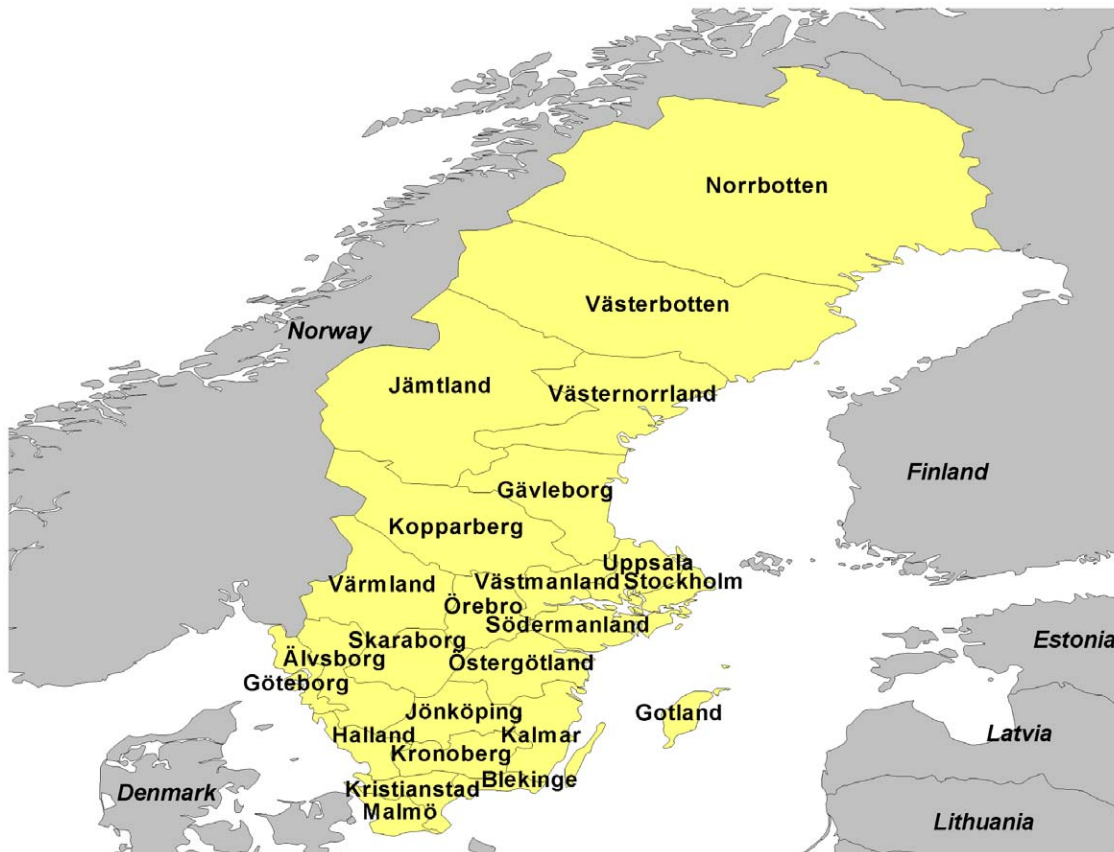 Norrbotten
Västerbotten
Norway
Jämtland
Västernorrland
Finland
Gävleborg
Kopparberg
Uppsala
Värmland
Västmanland
Stockholm
Örebro
Södermanland
Skaraborg
Estonia
Älvsborg
Östergötland
Göteborg
Jönköping
Gotland
Halland
Kalmar
Latvia
Kronoberg
Blekinge
Kristianstad
Denmark
Malmö
Lithuania